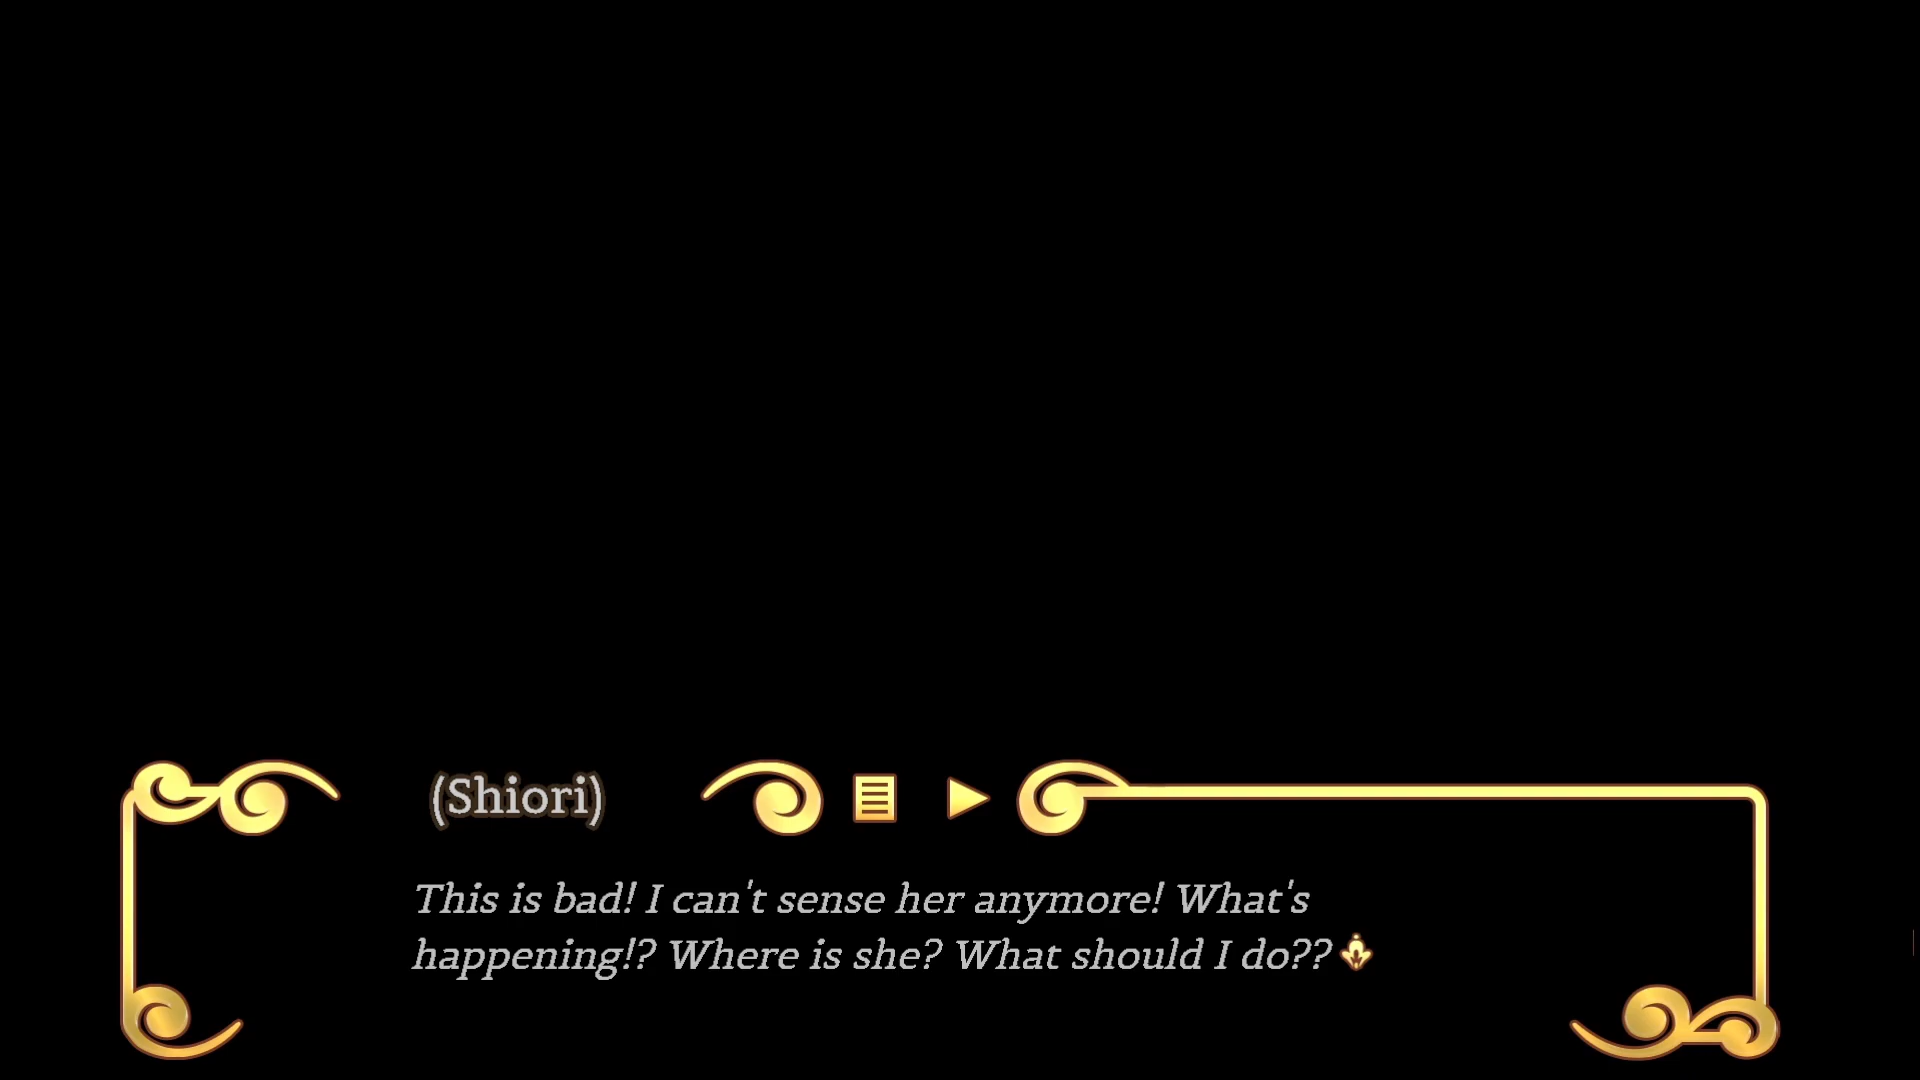 (Shiori)
This is bad! I can't sense her anymore! What's
happening!? Where is she? What should I do??